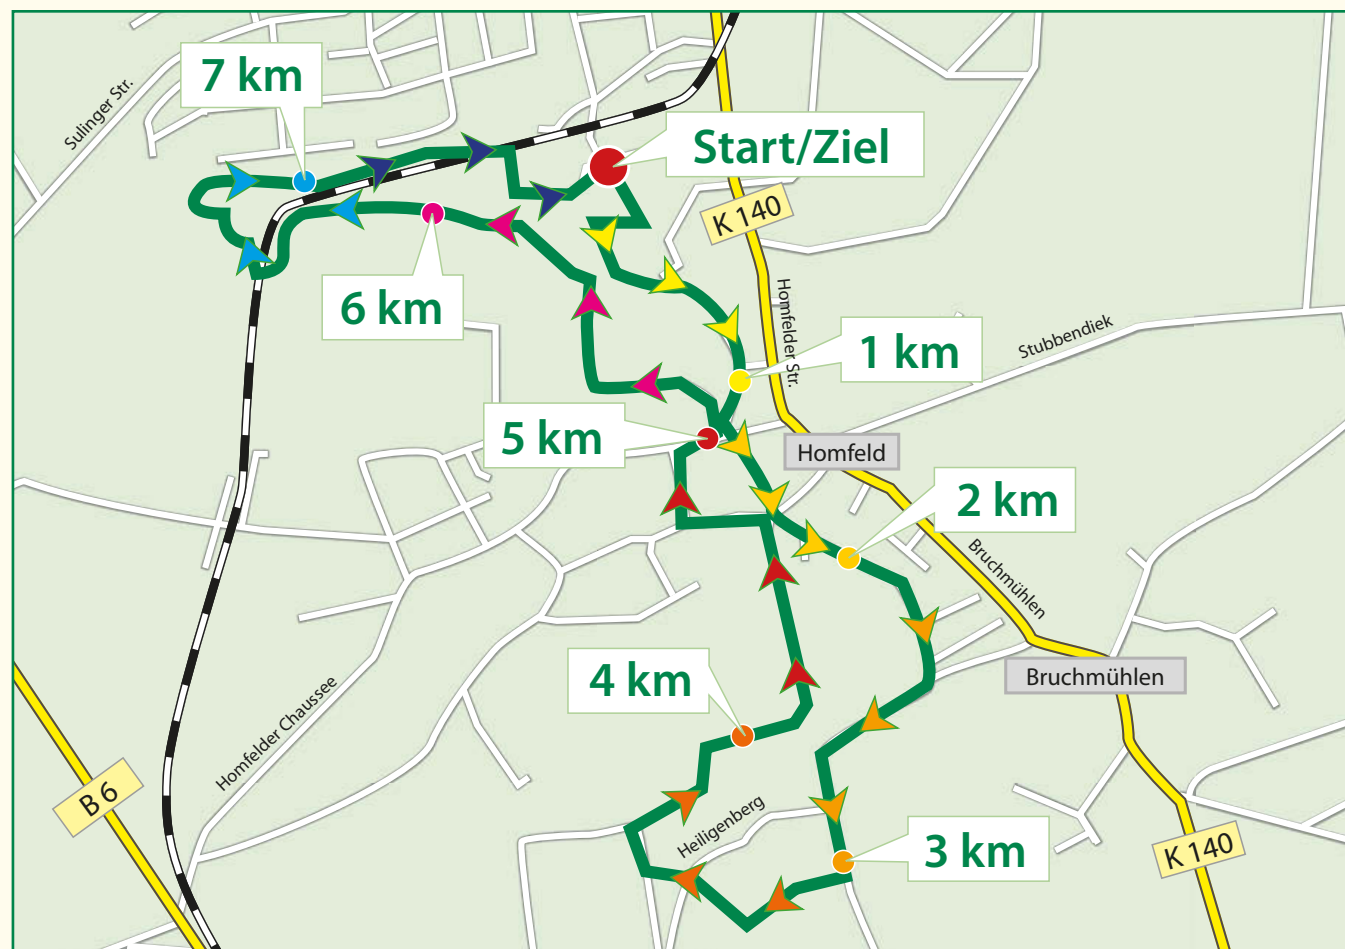 7 km
Sulinger Str.
Start/Ziel
K 140
6 km
Homfelder Str.
1 km
Stubbendiek
5 km
Homfeld
2 km
Bruchmühlen
4 km
Bruchmühlen
Homfelder Chaussee
B 6
Heiligenberg
3 km
K 140